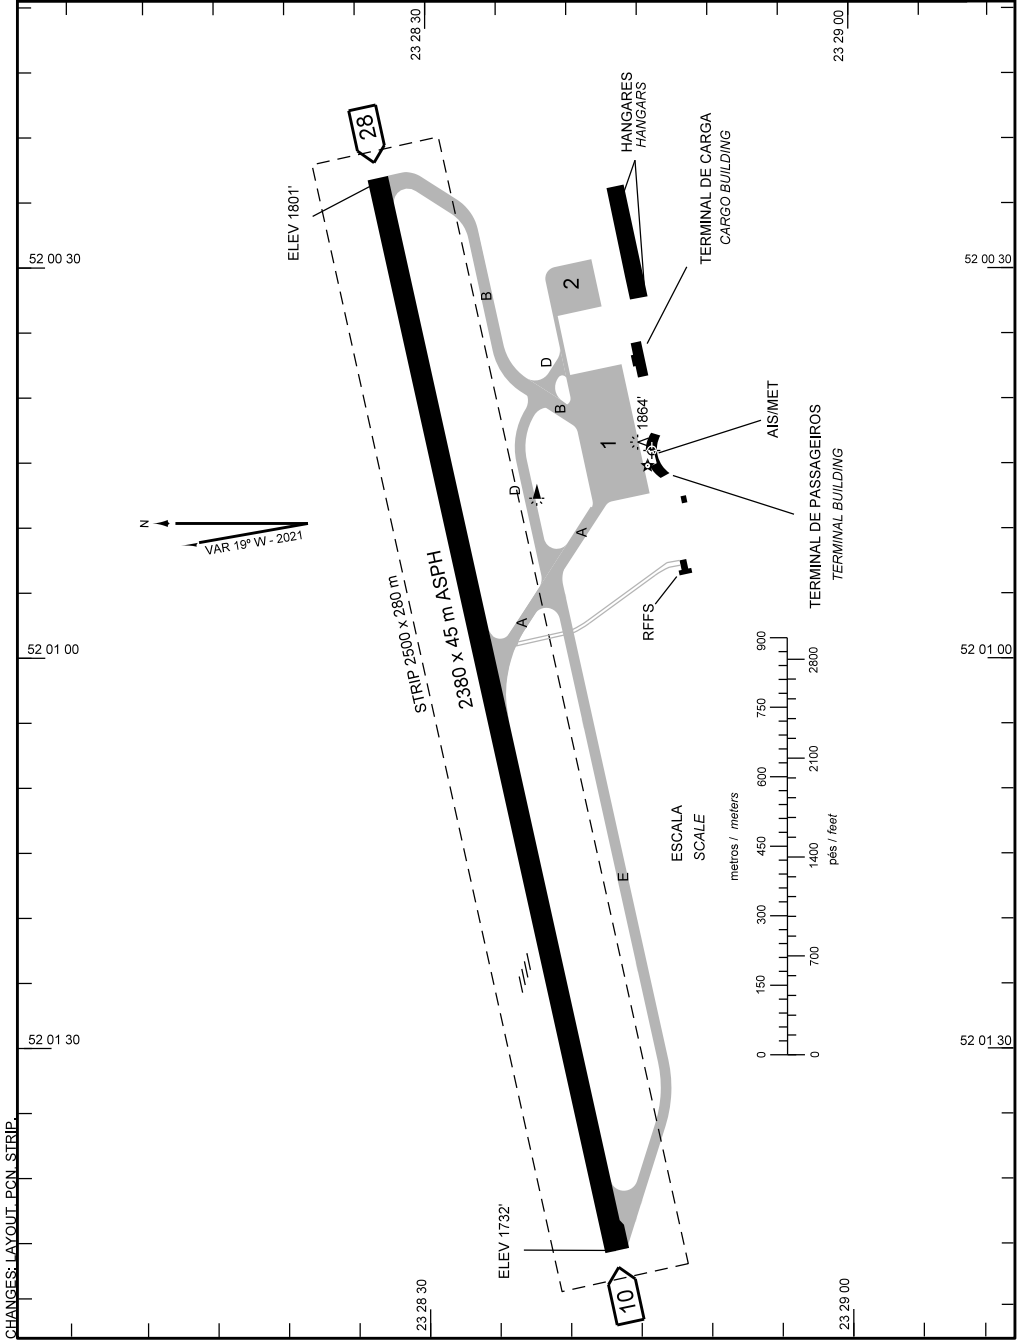 CHANGES: LAYOUT, PCN, STRIP.
23 28 30
23 29 00
52 00 30
52 00 30
28
ELEV 1801'
HANGARES
HANGARS
TERMINAL DE CARGA
CARGO BUILDING
B
2
D
B
1
1864'
AIS/MET
TERMINAL DE PASSAGEIROS
TERMINAL BUILDING
D
A
A
N
VAR 19º W - 2021
STRIP 2500 x 280 m
2380 x 45 m ASPH
RFFS
52 01 00
52 01 00
E
ESCALA
SCALE
metros / meters
0 150 300 450 600 750 900
0 700 1400 2100 2800
pés / feet
52 01 30
52 01 30
ELEV 1732'
10
23 28 30
23 29 00